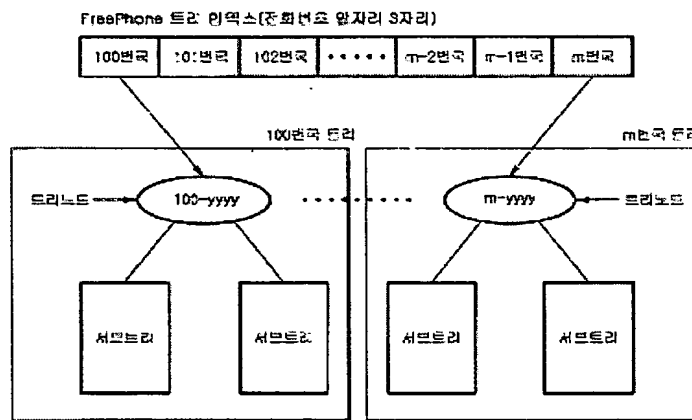 FreePhone 트리 인덱스(전화번호 앞자리 3자리)
100번국 101번국 102번국 ····· m-2번국 m-1번국 m번국
100번국 트리 m번국 트리
트리노드 100-yyyy ········ m-yyyy 트리노드
서브트리 서브트리 서브트리 서브트리